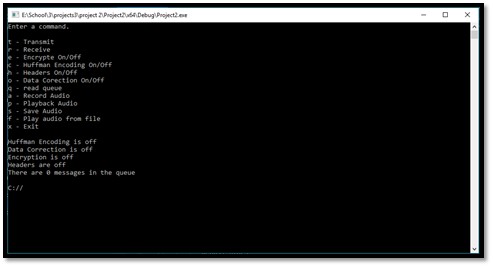 E:\School\3\projects3\project 2\Project2\x64\Debug\Project2.exe
Enter a command.
t - Transmit
r - Receive
e - Encrypte On/Off
c - Huffman Encoding On/Off
h - Headers On/Off
o - Data Corection On/Off
q - read queue
a - Record Audio
p - Playback Audio
s - Save Audio
f - Play audio from file
x - Exit
Huffman Encoding is off
Data Correction is off
Encryption is off
Headers are off
There are 0 messages in the queue
C://